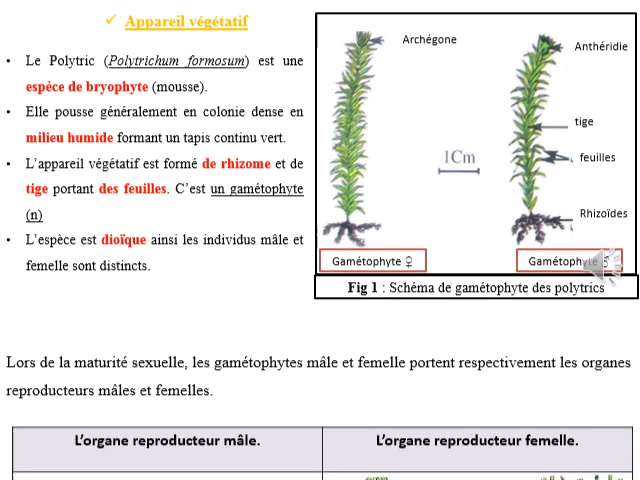 ✓ Appareil végétatif
• Le Polytric (Polytrichum formosum) est une
espèce de bryophyte (mousse).
• Elle pousse généralement en colonie dense en
milieu humide formant un tapis continu vert.
• L'appareil végétatif est formé de rhizome et de
tige portant des feuilles. C'est un gamétophyte
(n)
• L'espèce est dioïque ainsi les individus mâle et
femelle sont distincts.
Archégone
Anthéridie
tige
1Cm
feuilles
Rhizoïdes
Gamétophyte ♀
Gamétophyte ♂
Fig 1 : Schéma de gamétophyte des polytrics
Lors de la maturité sexuelle, les gamétophytes mâle et femelle portent respectivement les organes
reproducteurs mâles et femelles.
L'organe reproducteur mâle.
L'organe reproducteur femelle.